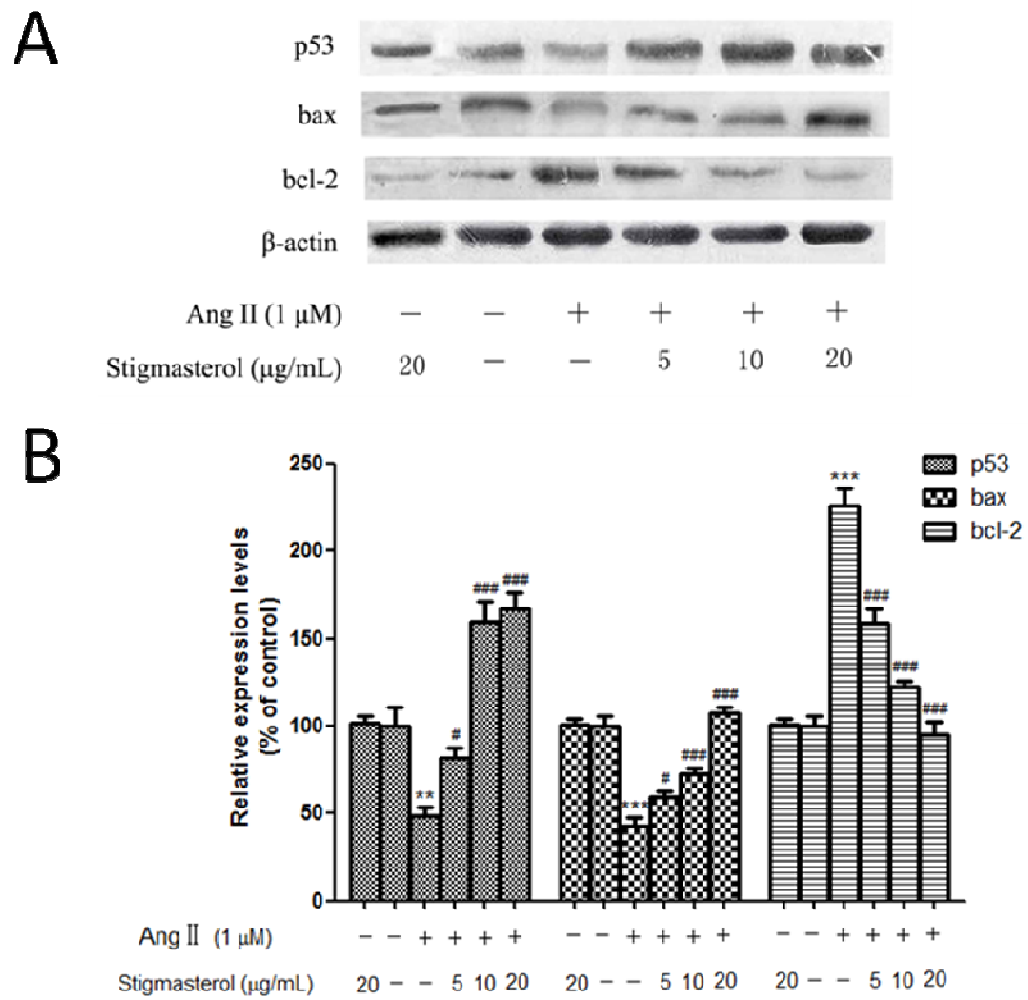 A
p53
bax
bcl-2
β-actin
Ang II (1 μM) − − + + + +
Stigmasterol (μg/mL) 20 − − 5 10 20
B
250
200
150
100
50
0
Relative expression levels
(% of control)
p53
bax
bcl-2
** # ### ###
*** # ### ###
*** ### ### ###
Ang II (1 μM) − − + + + + − − + + + + − − + + + +
Stigmasterol (μg/mL) 20 − − 5 10 20 20 − − 5 10 20 20 − − 5 10 20